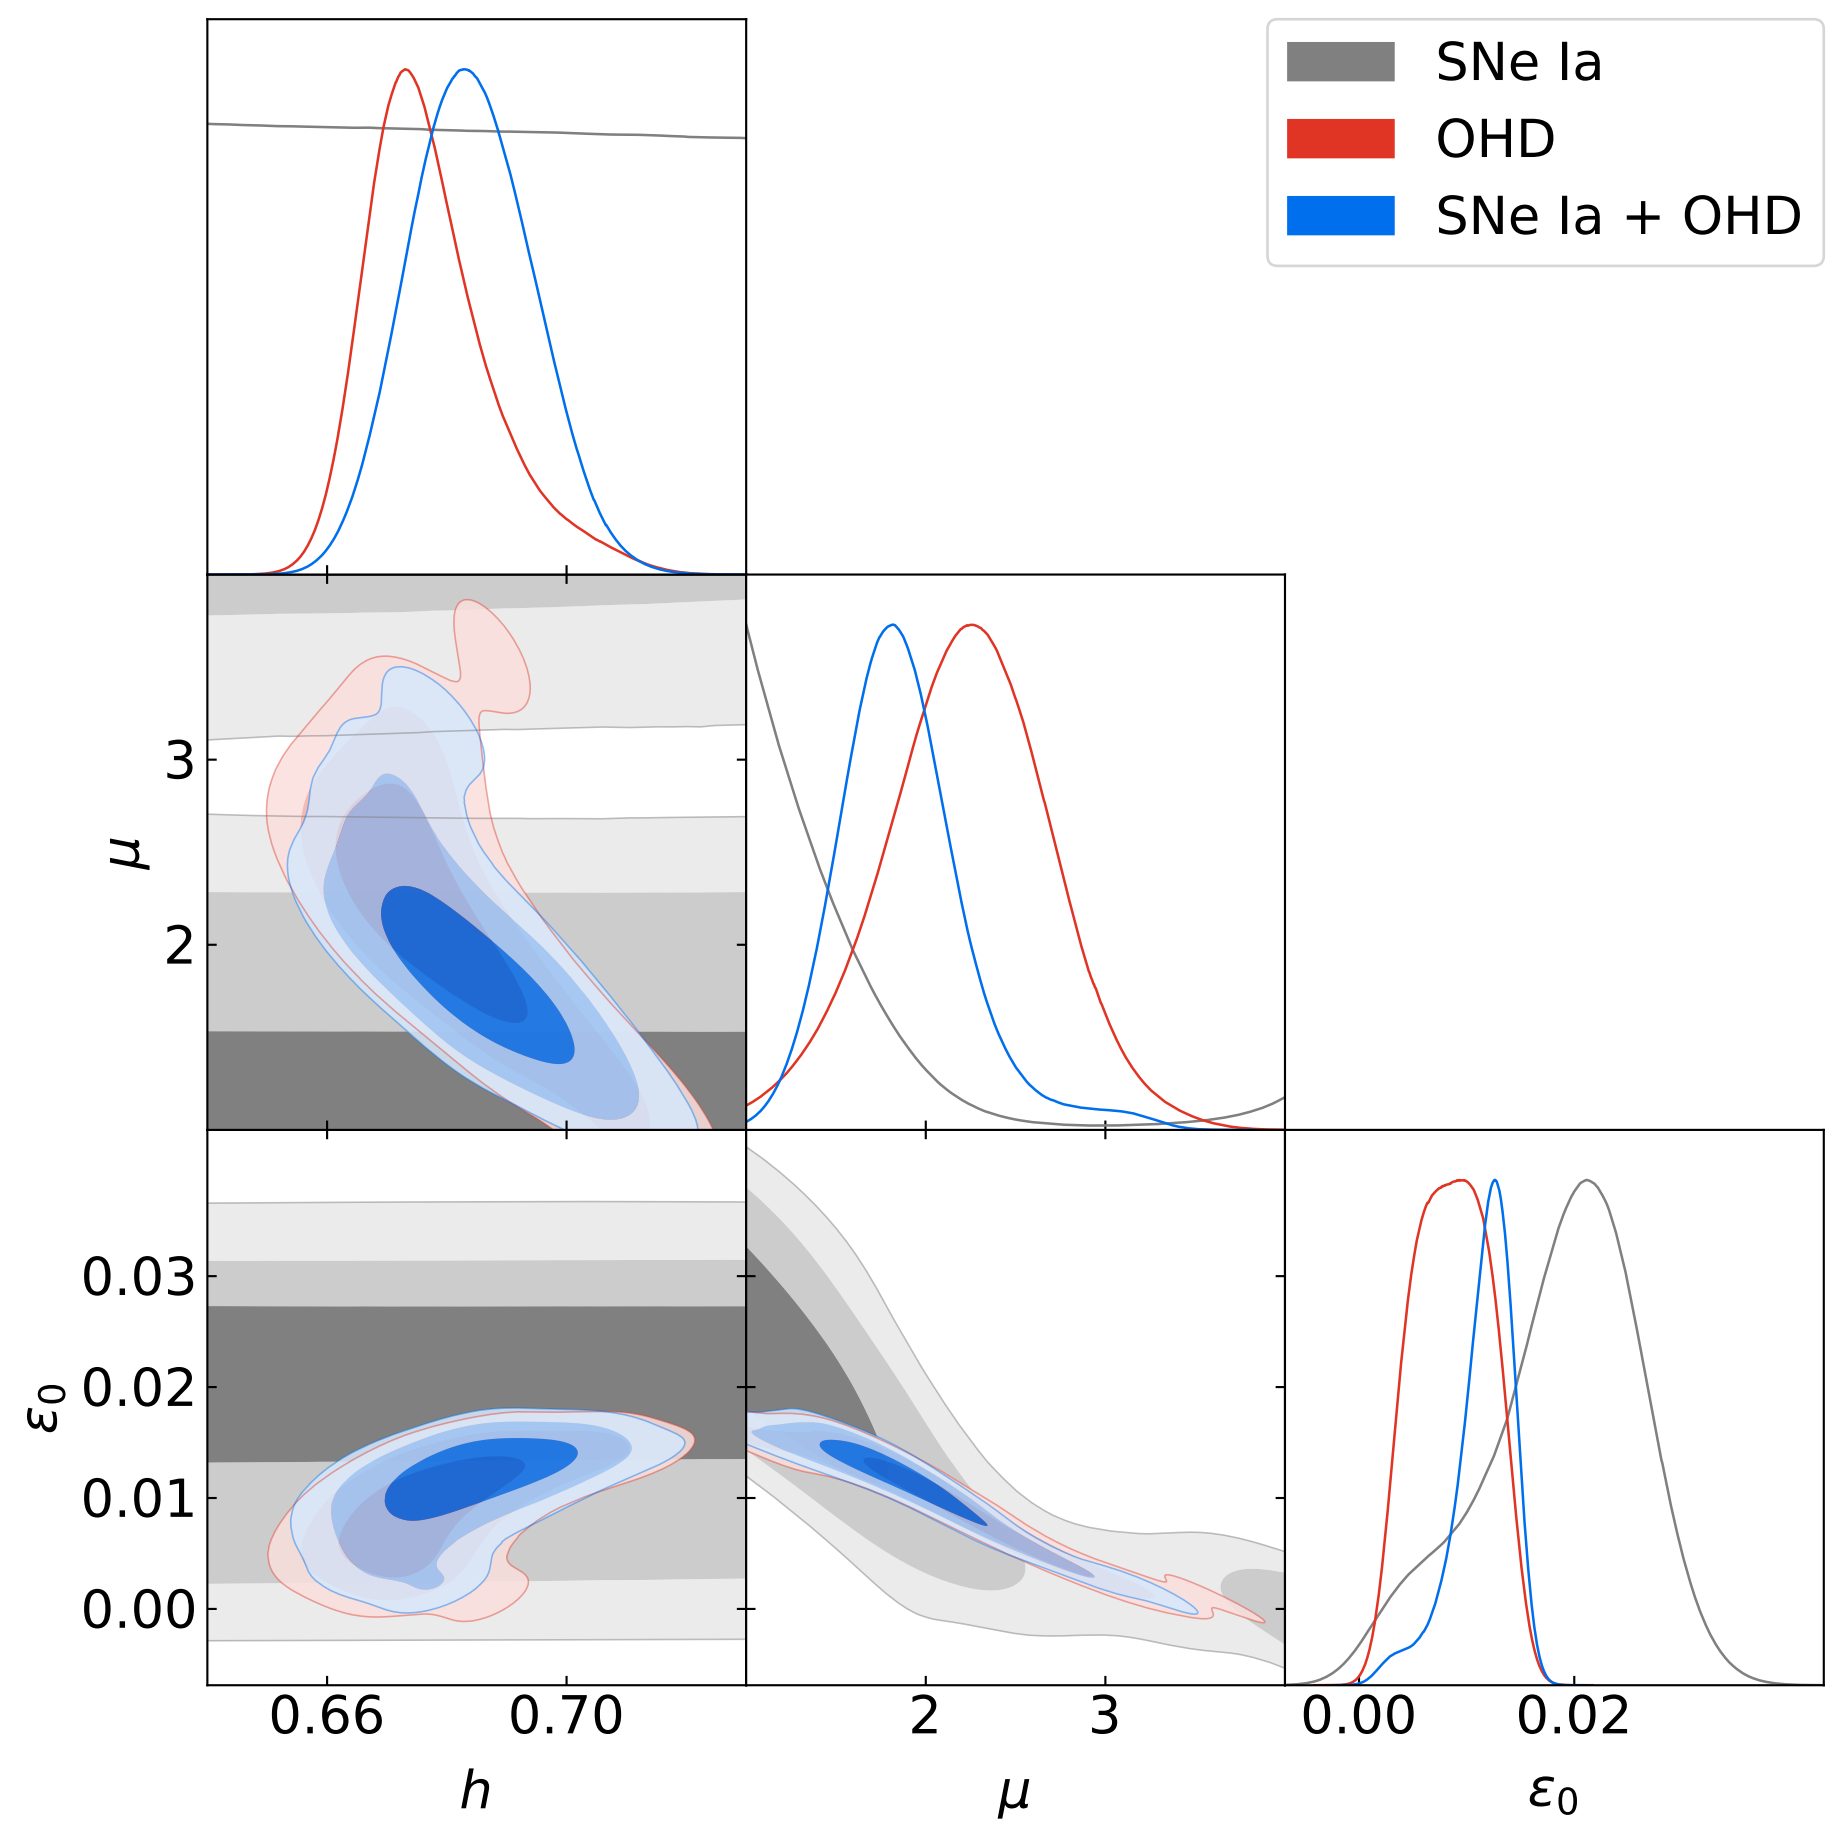 SNe Ia
OHD
SNe Ia + OHD
3
2
μ
0.03
0.02
0.01
0.00
ε₀
0.66 0.70
2 3
0.00 0.02
h
μ
ε₀